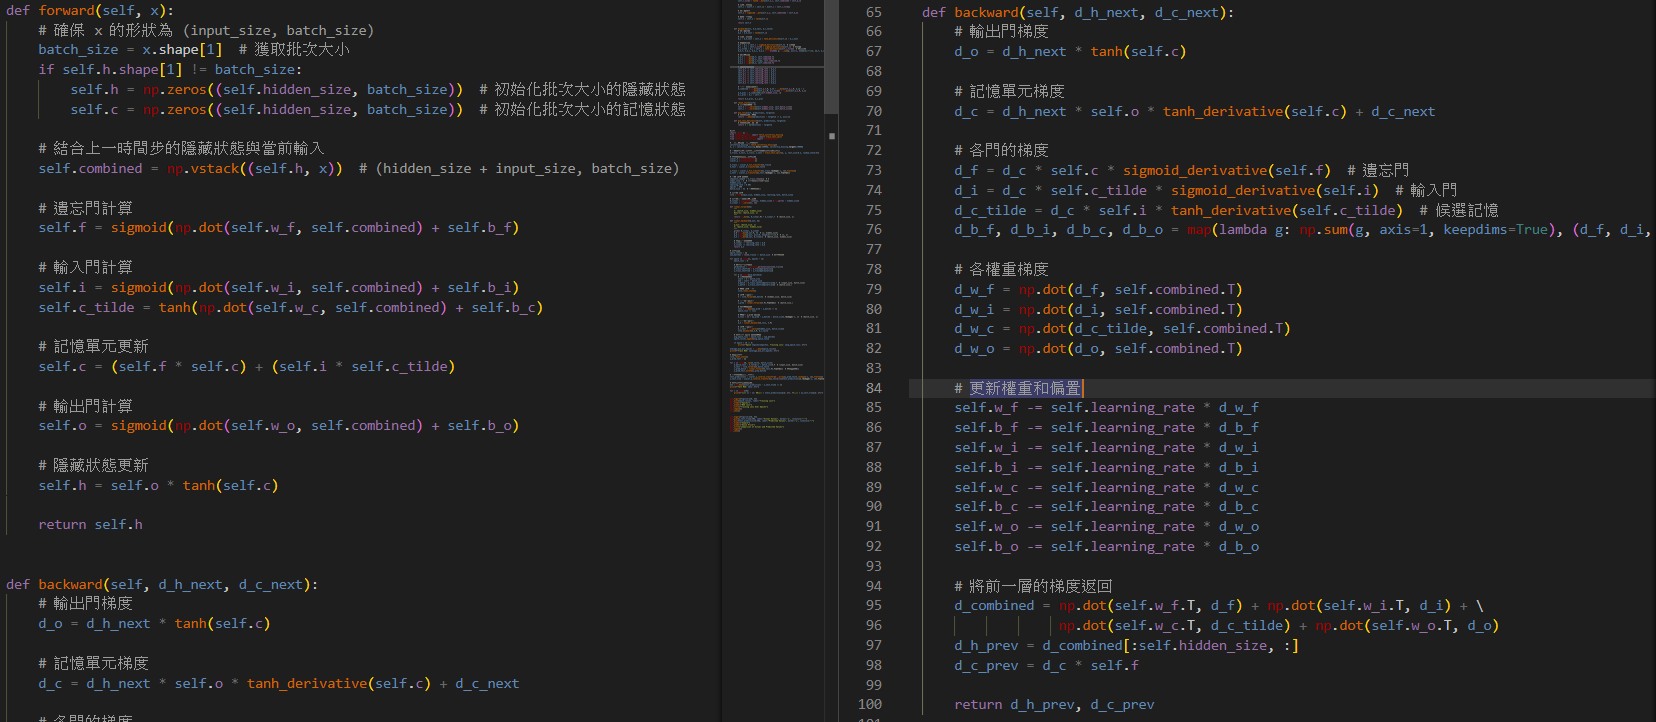 def forward(self, x):
# 確保 x 的形狀為 (input_size, batch_size)
batch_size = x.shape[1]  # 獲取批次大小
if self.h.shape[1] != batch_size:
self.h = np.zeros((self.hidden_size, batch_size))  # 初始化批次大小的隱藏狀態
self.c = np.zeros((self.hidden_size, batch_size))  # 初始化批次大小的記憶狀態
# 結合上一時間步的隱藏狀態與當前輸入
self.combined = np.vstack((self.h, x))  # (hidden_size + input_size, batch_size)
# 遺忘門計算
self.f = sigmoid(np.dot(self.w_f, self.combined) + self.b_f)
# 輸入門計算
self.i = sigmoid(np.dot(self.w_i, self.combined) + self.b_i)
self.c_tilde = tanh(np.dot(self.w_c, self.combined) + self.b_c)
# 記憶單元更新
self.c = (self.f * self.c) + (self.i * self.c_tilde)
# 輸出門計算
self.o = sigmoid(np.dot(self.w_o, self.combined) + self.b_o)
# 隱藏狀態更新
self.h = self.o * tanh(self.c)
return self.h
def backward(self, d_h_next, d_c_next):
# 輸出門梯度
d_o = d_h_next * tanh(self.c)
# 記憶單元梯度
d_c = d_h_next * self.o * tanh_derivative(self.c) + d_c_next
# 各門的梯度
65 def backward(self, d_h_next, d_c_next):
66 # 輸出門梯度
67 d_o = d_h_next * tanh(self.c)
68
69 # 記憶單元梯度
70 d_c = d_h_next * self.o * tanh_derivative(self.c) + d_c_next
71
72 # 各門的梯度
73 d_f = d_c * self.c * sigmoid_derivative(self.f)  # 遺忘門
74 d_i = d_c * self.c_tilde * sigmoid_derivative(self.i)  # 輸入門
75 d_c_tilde = d_c * self.i * tanh_derivative(self.c_tilde)  # 候選記憶
76 d_b_f, d_b_i, d_b_c, d_b_o = map(lambda g: np.sum(g, axis=1, keepdims=True), (d_f, d_i,
77
78 # 各權重梯度
79 d_w_f = np.dot(d_f, self.combined.T)
80 d_w_i = np.dot(d_i, self.combined.T)
81 d_w_c = np.dot(d_c_tilde, self.combined.T)
82 d_w_o = np.dot(d_o, self.combined.T)
83
84 # 更新權重和偏置
85 self.w_f -= self.learning_rate * d_w_f
86 self.b_f -= self.learning_rate * d_b_f
87 self.w_i -= self.learning_rate * d_w_i
88 self.b_i -= self.learning_rate * d_b_i
89 self.w_c -= self.learning_rate * d_w_c
90 self.b_c -= self.learning_rate * d_b_c
91 self.w_o -= self.learning_rate * d_w_o
92 self.b_o -= self.learning_rate * d_b_o
93
94 # 將前一層的梯度返回
95 d_combined = np.dot(self.w_f.T, d_f) + np.dot(self.w_i.T, d_i) + \
96 np.dot(self.w_c.T, d_c_tilde) + np.dot(self.w_o.T, d_o)
97 d_h_prev = d_combined[:self.hidden_size, :]
98 d_c_prev = d_c * self.f
99
100 return d_h_prev, d_c_prev